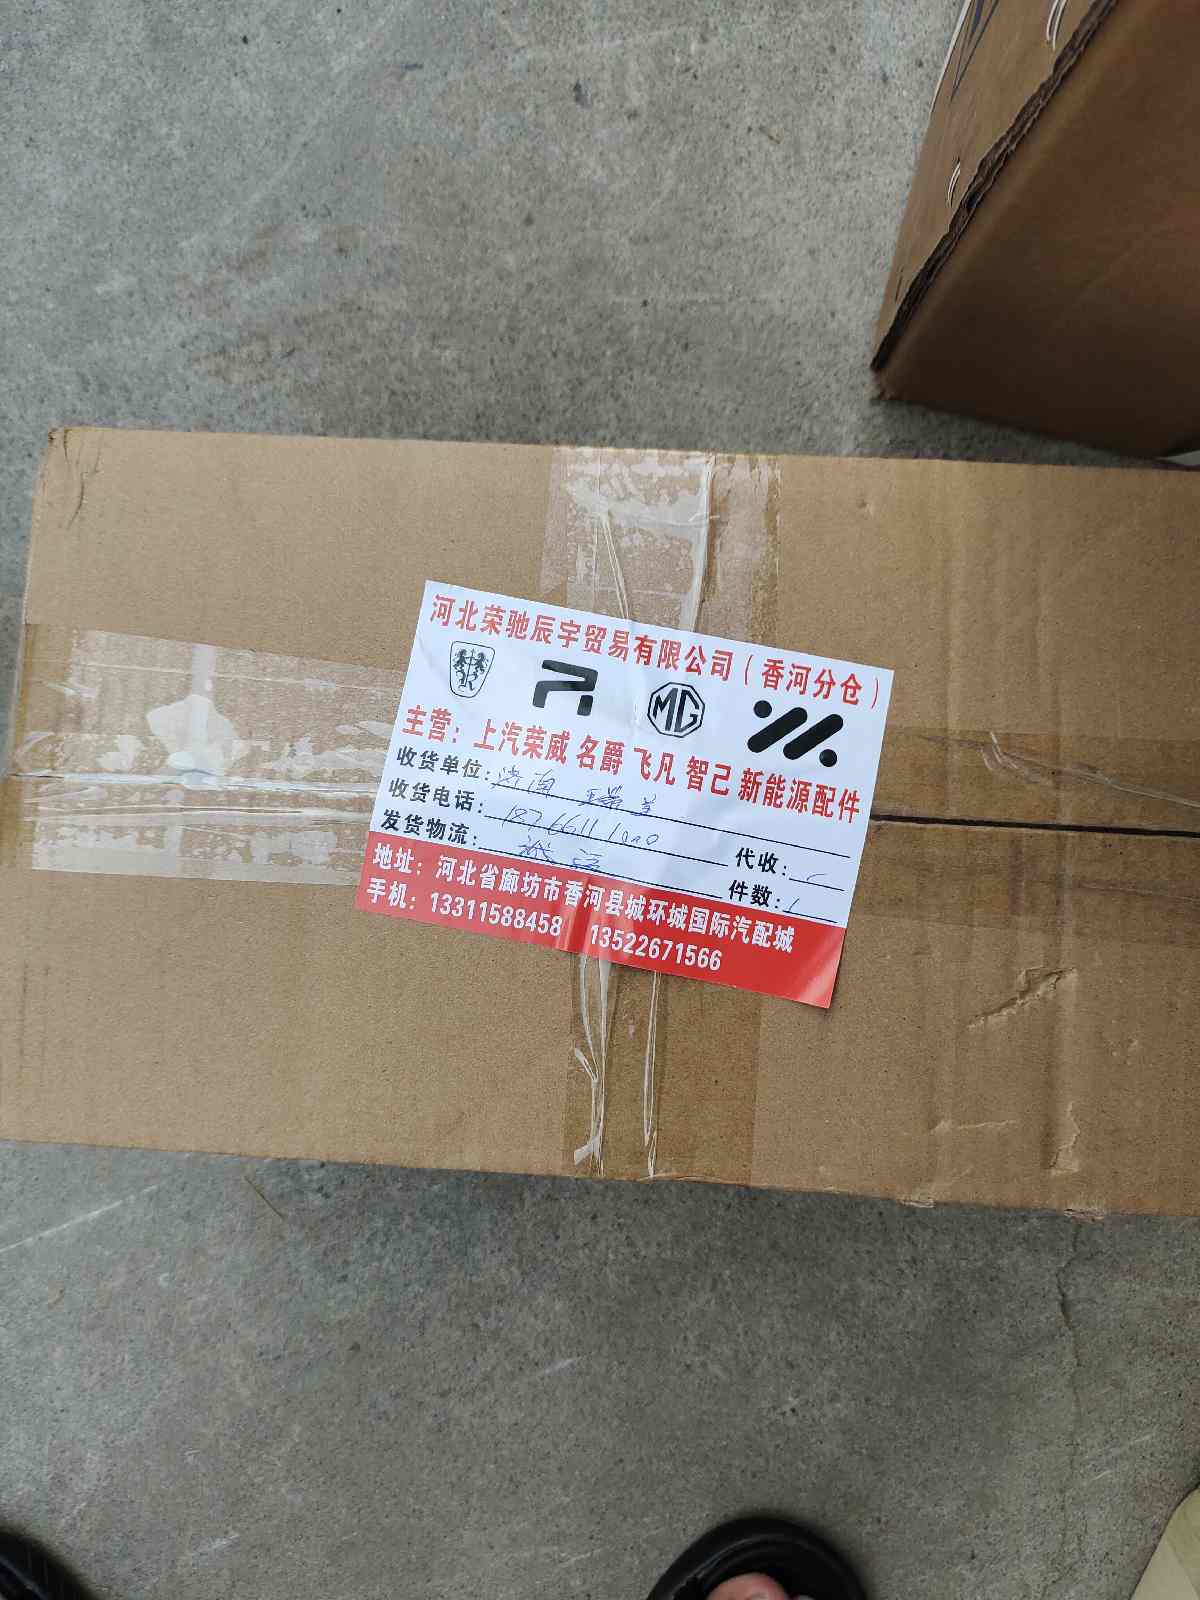 河北荣驰辰宇贸易有限公司（香河分仓）
MG
主营：上汽荣威 名爵 飞凡 智己 新能源配件
收货单位：济南
收货电话：
代收：
发货物流：
件数：1
地址：河北省廊坊市香河县城环城国际汽配城
手机：13311588458 13522671566